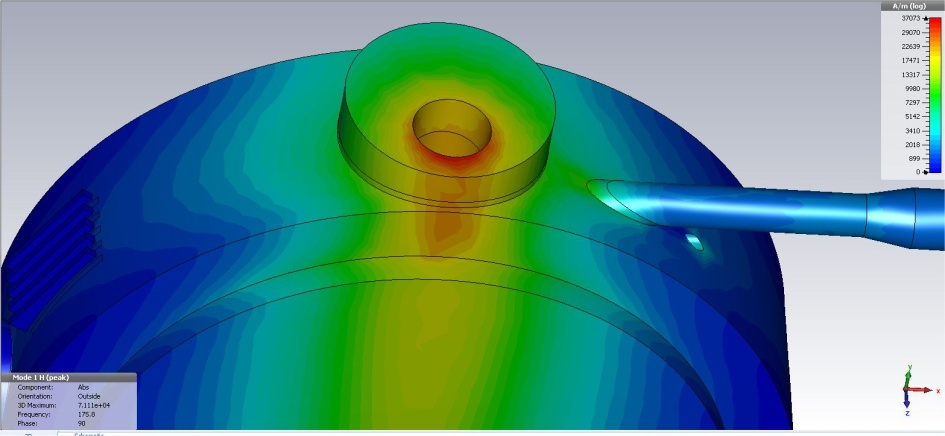 A/m (log)
37073
29070
22639
17471
13317
9980
7297
5142
3410
2018
899
0
Mode 1 H (peak)
Component: Abs
Orientation: Outside
3D Maximum: 7.111e+04
Frequency: 175.8
Phase: 90
y
x
z
3D Schematic